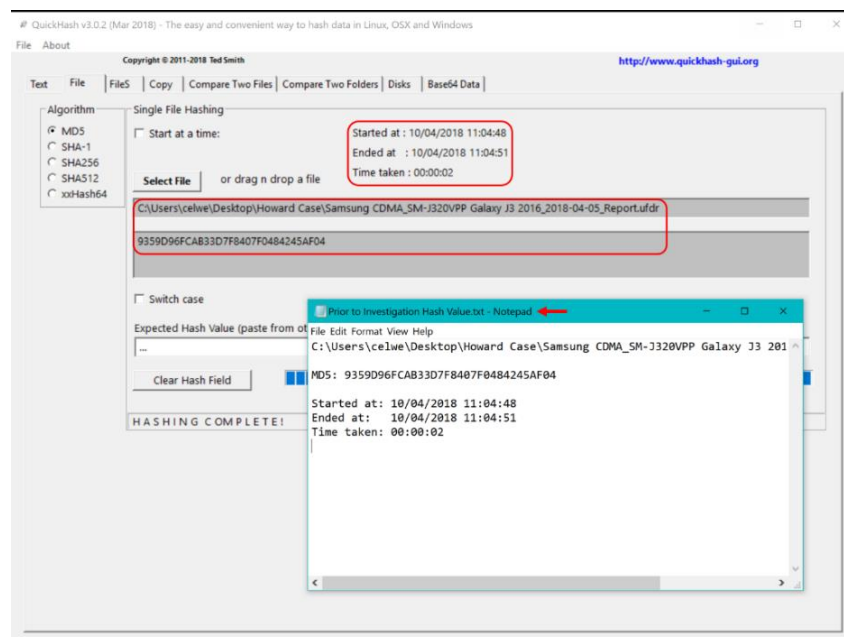 QuickHash v3.0.2 (Mar 2018) - The easy and convenient way to hash data in Linux, OSX and Windows
File About
Copyright © 2011-2018 Ted Smith
http://www.quickhash-gui.org
Text File FileS Copy Compare Two Files Compare Two Folders Disks Base64 Data
Algorithm
MD5
SHA-1
SHA256
SHA512
xxHash64
Single File Hashing
Start at a time:
Started at : 10/04/2018 11:04:48
Ended at : 10/04/2018 11:04:51
Time taken : 00:00:02
Select File or drag n drop a file
C:\Users\celwe\Desktop\Howard Case\Samsung CDMA_SM-J320VPP Galaxy J3 2016_2018-04-05_Report.ufdr
9359D96FCAB33D7F8407F0484245AF04
Switch case
Expected Hash Value (paste from ot
...
Clear Hash Field
HASHING COMPLETE!
Prior to Investigation Hash Value.txt - Notepad
File Edit Format View Help
C:\Users\celwe\Desktop\Howard Case\Samsung CDMA_SM-J320VPP Galaxy J3 201
MD5: 9359D96FCAB33D7F8407F0484245AF04
Started at: 10/04/2018 11:04:48
Ended at: 10/04/2018 11:04:51
Time taken: 00:00:02